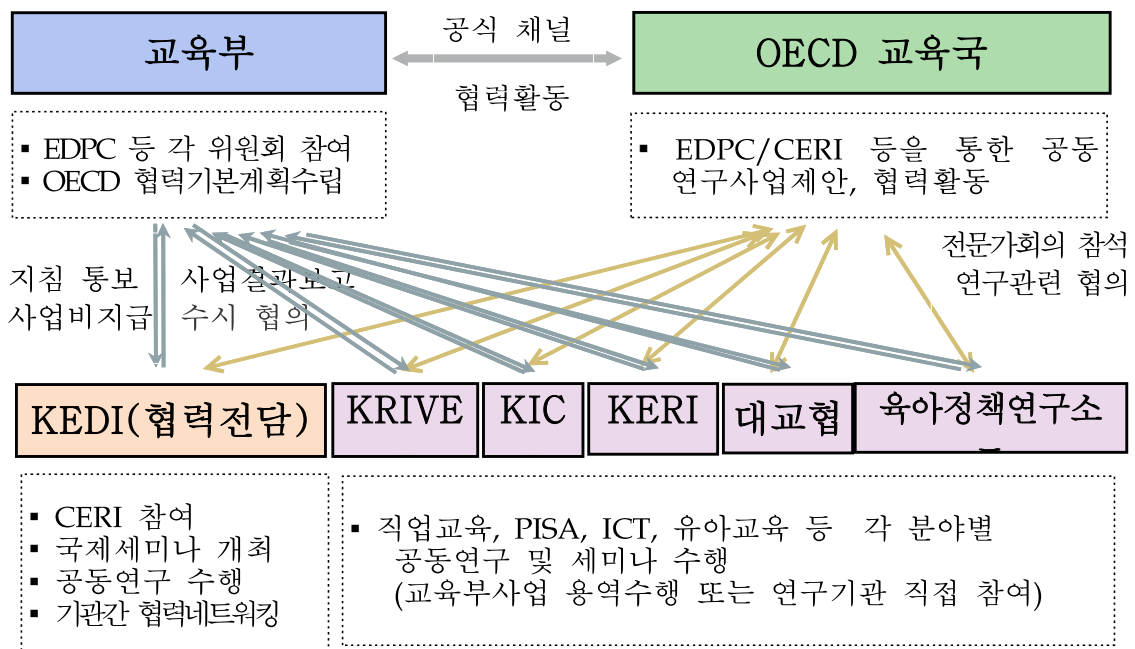 교육부
공식 채널
협력활동
OECD 교육국
▪ EDPC 등 각 위원회 참여
▪ OECD 협력기본계획수립
▪ EDPC/CERI 등을 통한 공동
연구사업제안, 협력활동
지침 통보
사업비지급
사업결과보고
수시 협의
전문가회의 참석
연구관련 협의
KEDI(협력전담)
KRIVE
KIC
KERI
대교협
육아정책연구소
▪ CERI 참여
▪ 국제세미나 개최
▪ 공동연구 수행
▪ 기관간 협력네트워킹
▪ 직업교육, PISA, ICT, 유아교육 등 각 분야별
공동연구 및 세미나 수행
(교육부사업 용역수행 또는 연구기관 직접 참여)